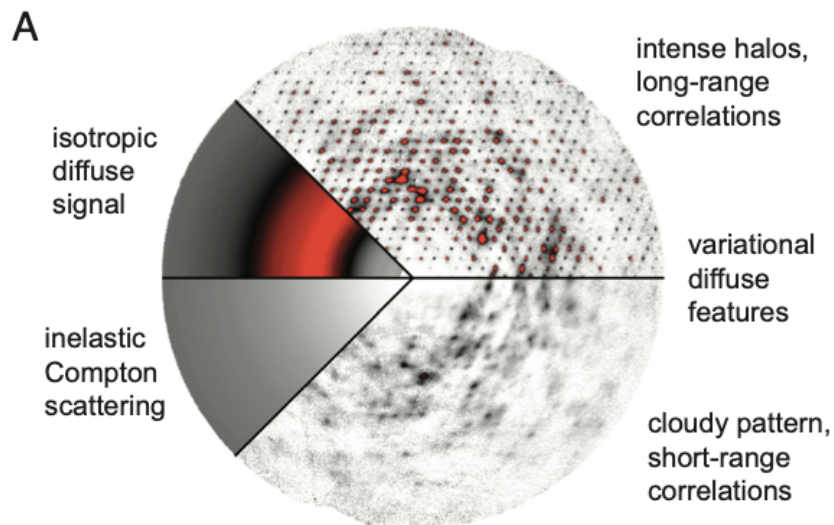 A
intense halos,
long-range
correlations
isotropic
diffuse
signal
variational
diffuse
features
inelastic
Compton
scattering
cloudy pattern,
short-range
correlations